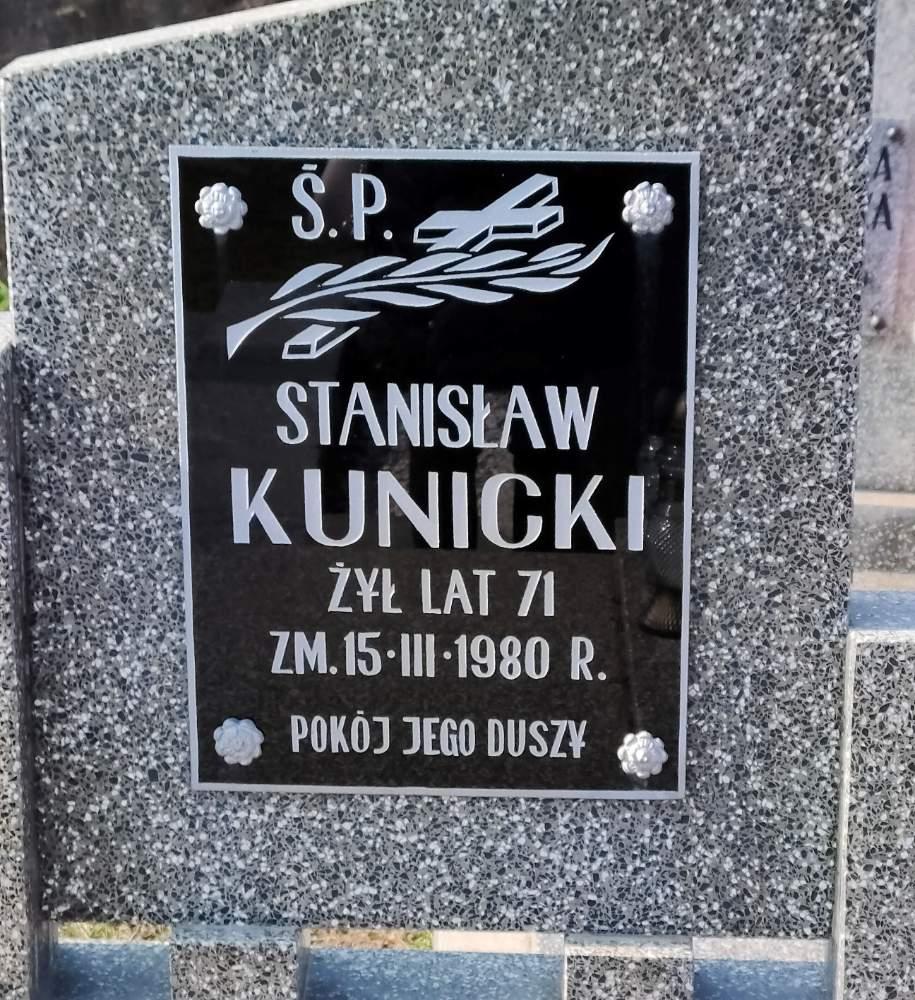 Ś.P.
STANISŁAW
KUNICKI
ŻYŁ LAT 71
ZM. 15·III·1980 R.
POKÓJ JEGO DUSZY